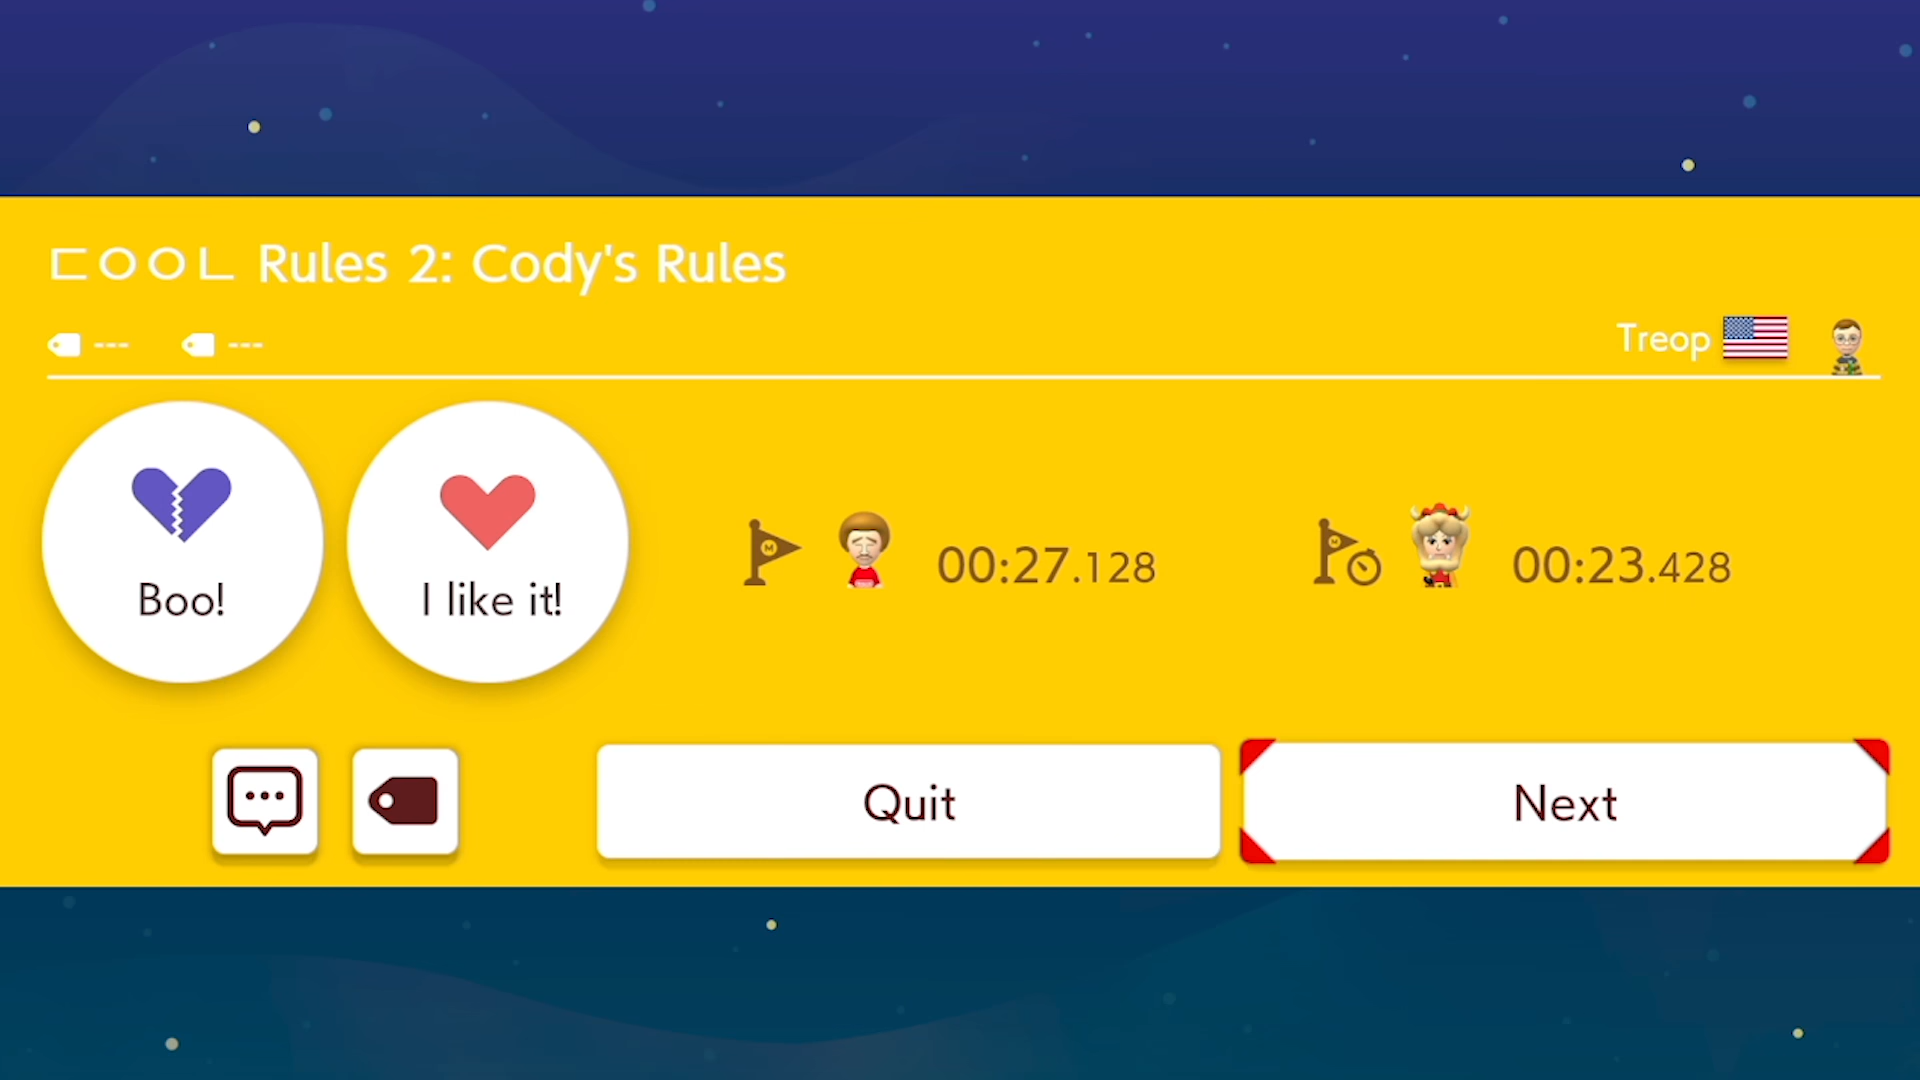 COOL Rules 2: Cody's Rules
--- ---
Treop
Boo!
I like it!
M 00:27.128
M 00:23.428
Quit
Next